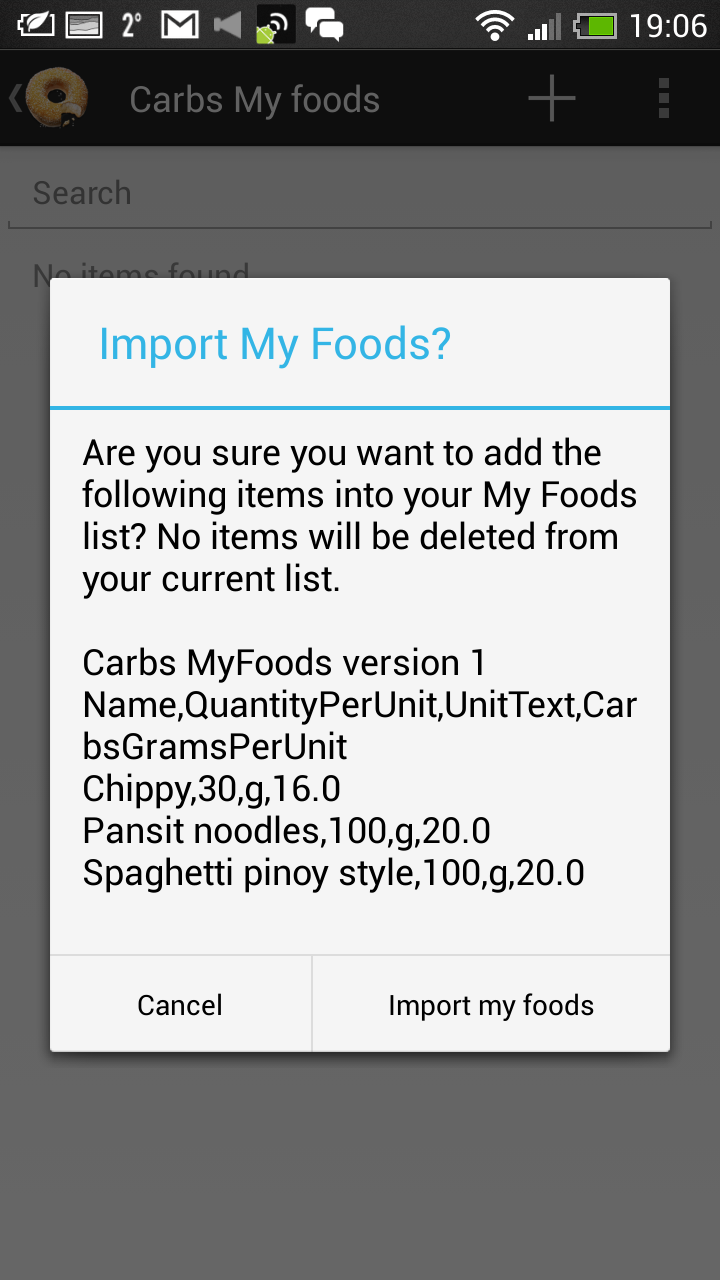 2°
19:06
Carbs My foods
Search
No items found
Import My Foods?
Are you sure you want to add the
following items into your My Foods
list? No items will be deleted from
your current list.
Carbs MyFoods version 1
Name,QuantityPerUnit,UnitText,Car
bsGramsPerUnit
Chippy,30,g,16.0
Pansit noodles,100,g,20.0
Spaghetti pinoy style,100,g,20.0
Cancel
Import my foods